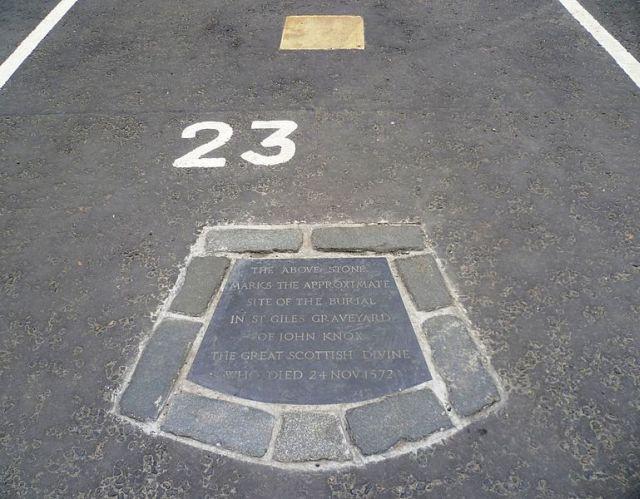 23
THE ABOVE STONE
MARKS THE APPROXIMATE
SITE OF THE BURIAL
IN ST GILES GRAVEYARD
OF JOHN KNOX
THE GREAT SCOTTISH DIVINE
WHO DIED 24 NOV 1572